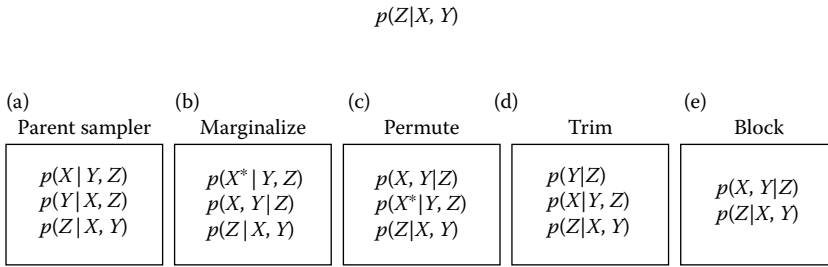 p(Z|X, Y)
(a) (b) (c) (d) (e)
Parent sampler Marginalize Permute Trim Block
p(X|Y, Z) p(X*|Y, Z) p(X, Y|Z) p(Y|Z) p(X, Y|Z)
p(Y|X, Z) p(X, Y|Z) p(X*|Y, Z) p(X|Y, Z) p(Z|X, Y)
p(Z|X, Y) p(Z|X, Y) p(Z|X, Y) p(Z|X, Y)